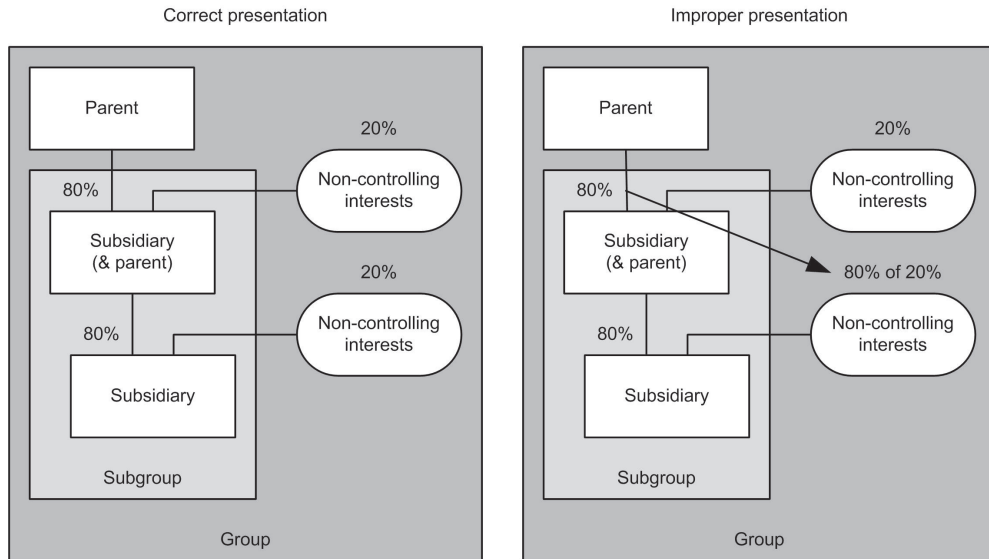 Correct presentation
Parent
20%
80%
Non-controlling
interests
Subsidiary
(& parent)
20%
80%
Non-controlling
interests
Subsidiary
Subgroup
Group
Improper presentation
Parent
20%
80%
Non-controlling
interests
Subsidiary
(& parent)
80% of 20%
80%
Non-controlling
interests
Subsidiary
Subgroup
Group